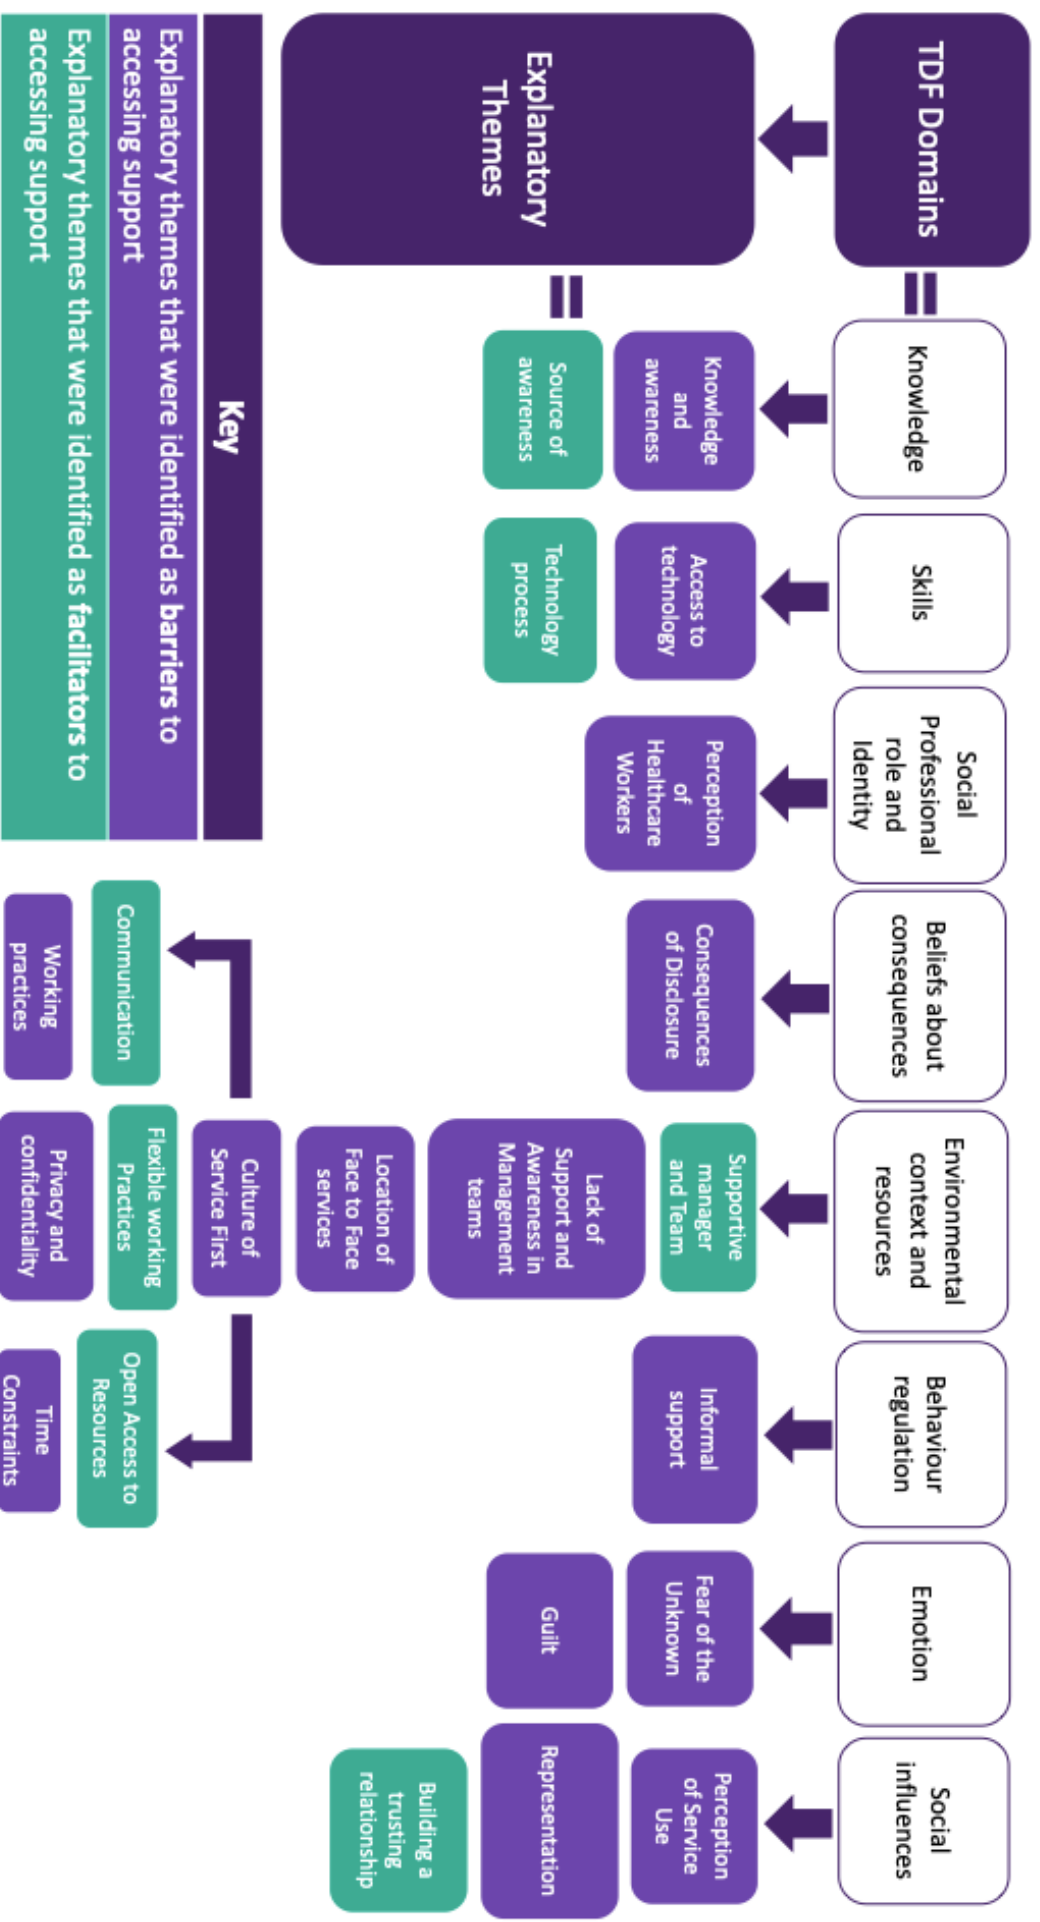 TDF Domains
Knowledge
Skills
Social
Professional
role and
Identity
Beliefs about
consequences
Environmental
context and
resources
Behaviour
regulation
Emotion
Social
influences
Explanatory
Themes
Knowledge
and
awareness
Source of
awareness
Access to
technology
Technology
process
Perception
of
Healthcare
Workers
Consequences
of Disclosure
Supportive
manager
and Team
Lack of
Support and
Awareness in
Management
teams
Location of
Face to Face
services
Culture of
Service First
Communication
Working
practices
Flexible working
Practices
Privacy and
confidentiality
Open Access to
Resources
Time
Constraints
Informal
support
Fear of the
Unknown
Guilt
Perception
of Service
Use
Representation
Building a
trusting
relationship
Key
Explanatory themes that were identified as barriers to
accessing support
Explanatory themes that were identified as facilitators to
accessing support